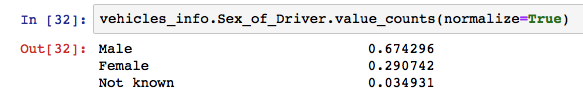 In [32]: vehicles_info.Sex_of_Driver.value_counts(normalize=True)
Out[32]: Male 0.674296
Female 0.290742
Not known 0.034931